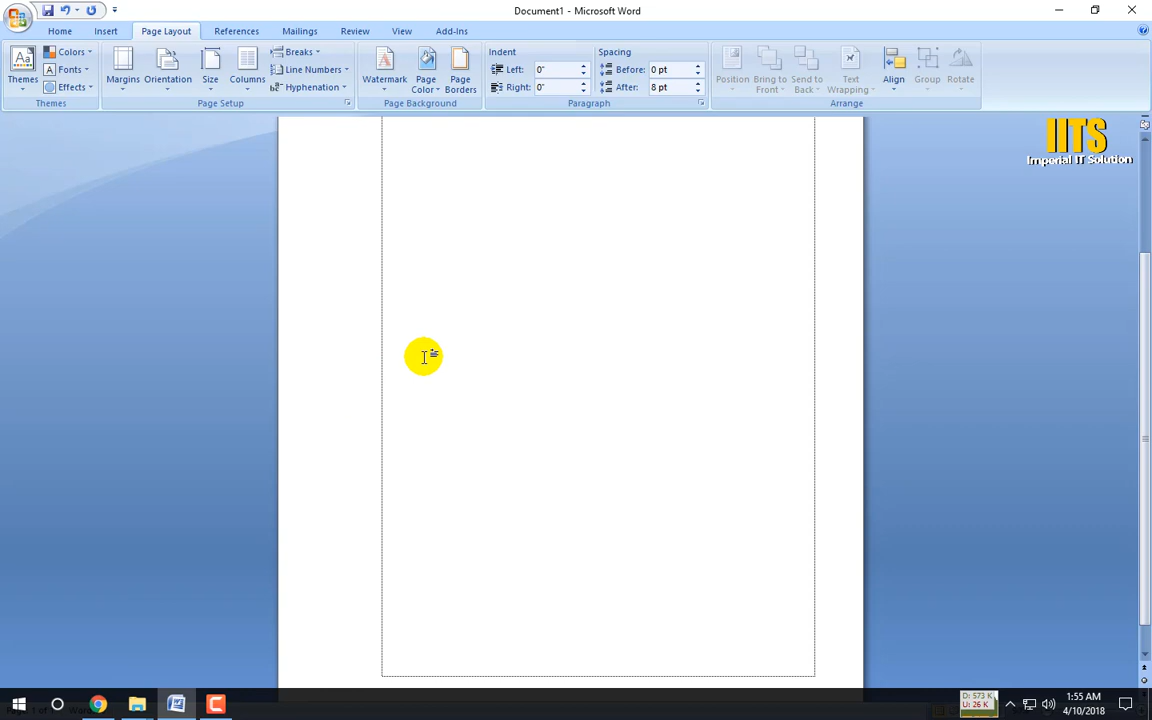 Document1 - Microsoft Word
Home Insert Page Layout References Mailings Review View Add-Ins
Themes
Colors
Fonts
Effects
Themes
Margins
Orientation
Size
Columns
Breaks
Line Numbers
Hyphenation
Page Setup
Watermark
Page Color
Page Borders
Page Background
Indent
Left: 0"
Right: 0"
Spacing
Before: 0 pt
After: 8 pt
Paragraph
Position
Bring to Front
Send to Back
Text Wrapping
Align
Group
Rotate
Arrange
IITS
Imperial IT Solution
D: 573 K
U: 26 K
1:55 AM
4/10/2018